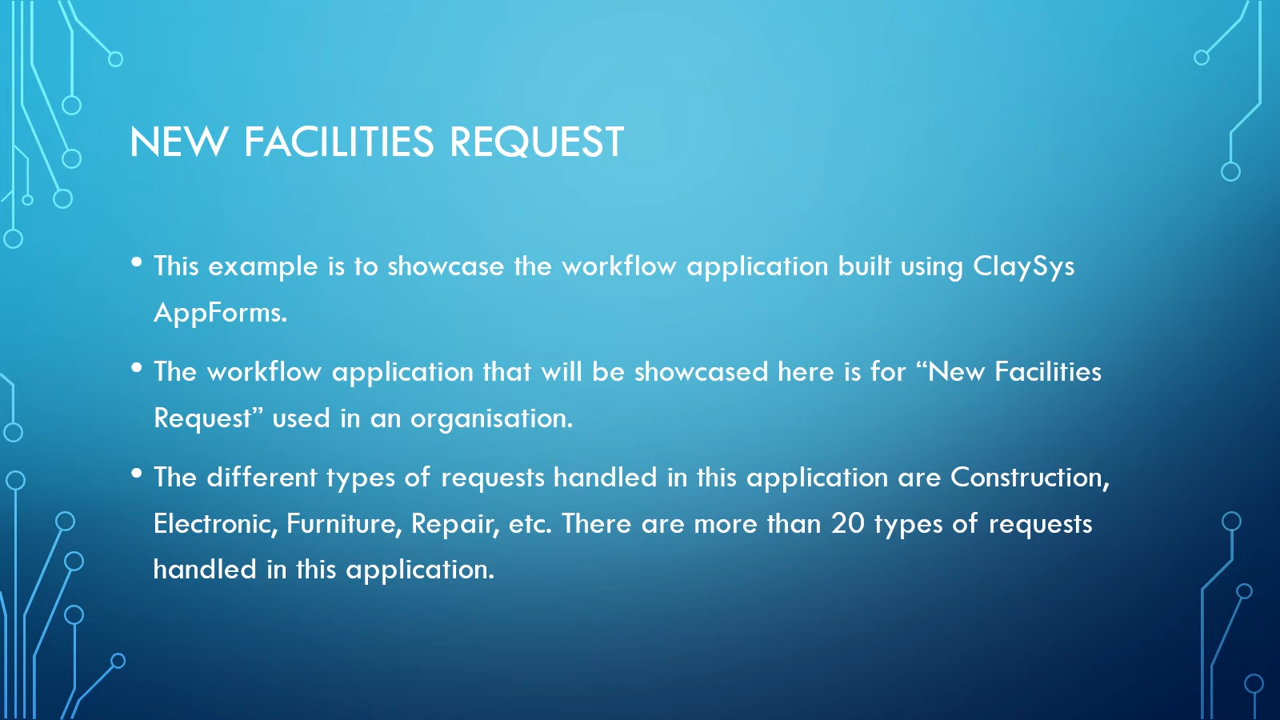 NEW FACILITIES REQUEST
• This example is to showcase the workflow application built using ClaySys
AppForms.
• The workflow application that will be showcased here is for “New Facilities
Request” used in an organisation.
• The different types of requests handled in this application are Construction,
Electronic, Furniture, Repair, etc. There are more than 20 types of requests
handled in this application.